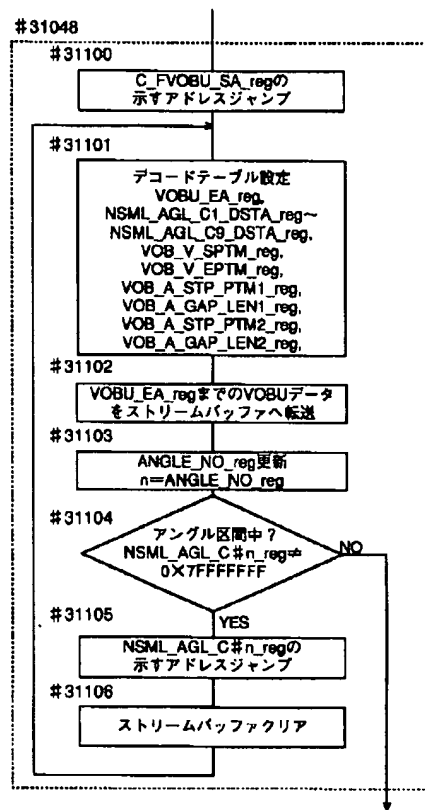 #31048
#31100
C_FVOBU_SA_regの
示すアドレスジャンプ
#31101
デコードテーブル設定
VOBU_EA_reg,
NSML_AGL_C1_DSTA_reg~
NSML_AGL_C9_DSTA_reg,
VOB_V_SPTM_reg,
VOB_V_EPTM_reg,
VOB_A_STP_PTM1_reg,
VOB_A_GAP_LEN1_reg,
VOB_A_STP_PTM2_reg,
VOB_A_GAP_LEN2_reg,
#31102
VOBU_EA_regまでのVOBUデータ
をストリームバッファへ転送
#31103
ANGLE_NO_reg更新
n=ANGLE_NO_reg
#31104
アングル区間中?
NSML_AGL_C#n_reg≠
0×7FFFFFFF
NO
YES
#31105
NSML_AGL_C#n_regの
示すアドレスジャンプ
#31106
ストリームバッファクリア